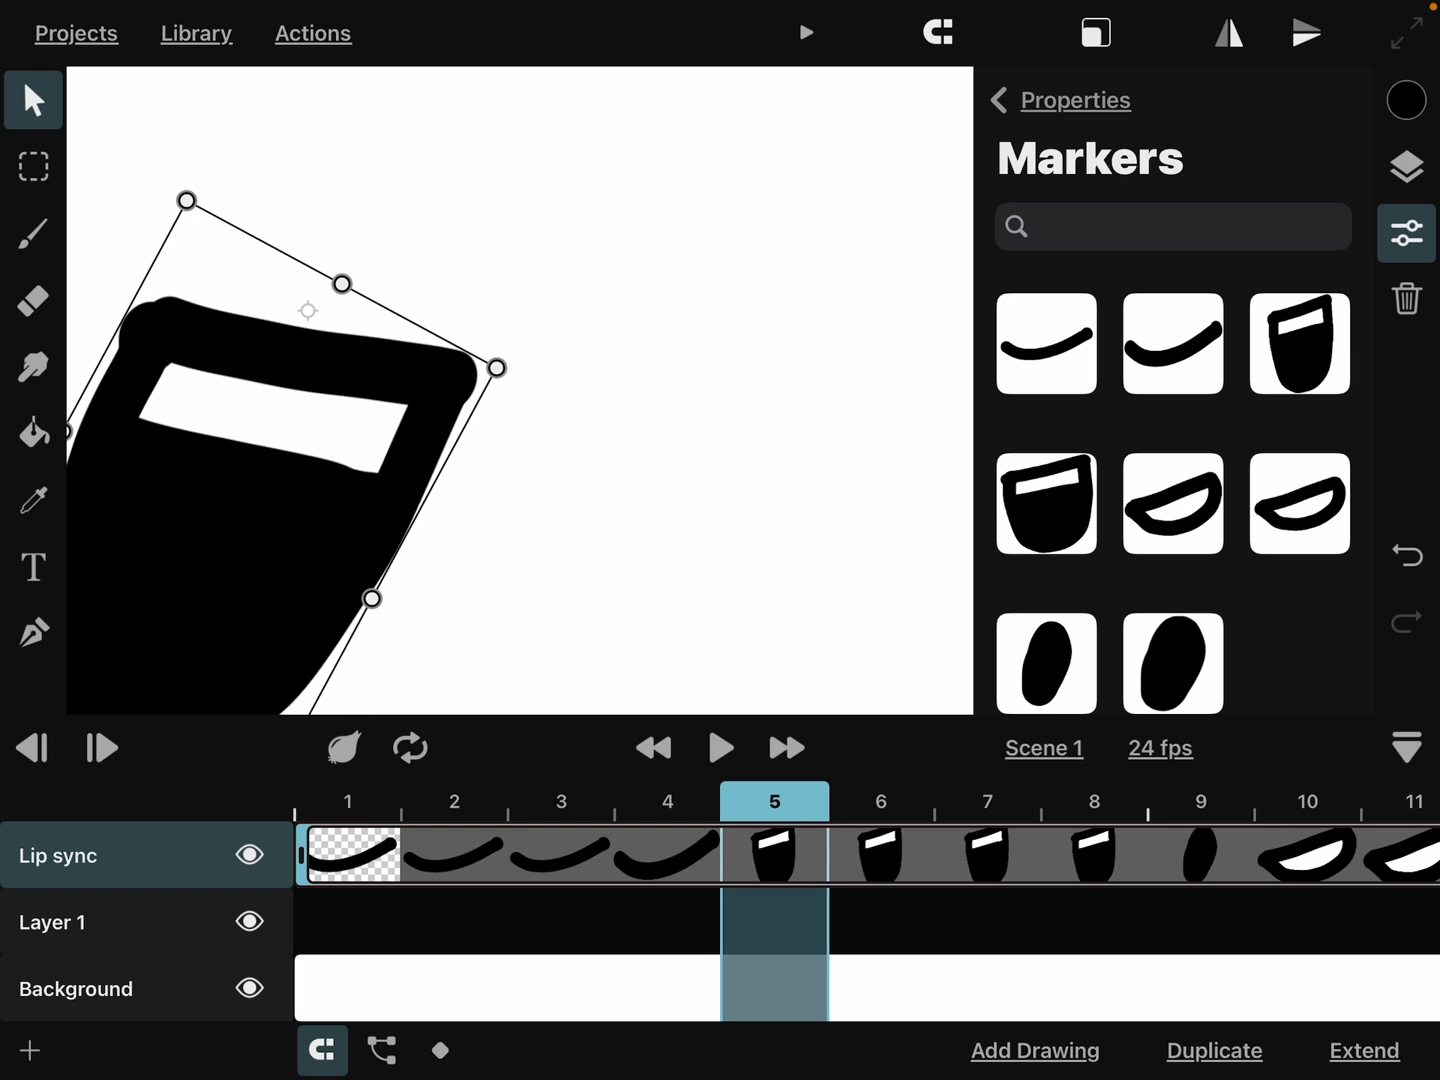 Projects Library Actions
Properties
Markers
T
Scene 1 24 fps
1 2 3 4 5 6 7 8 9 10 11
Lip sync
Layer 1
Background
Add Drawing Duplicate Extend